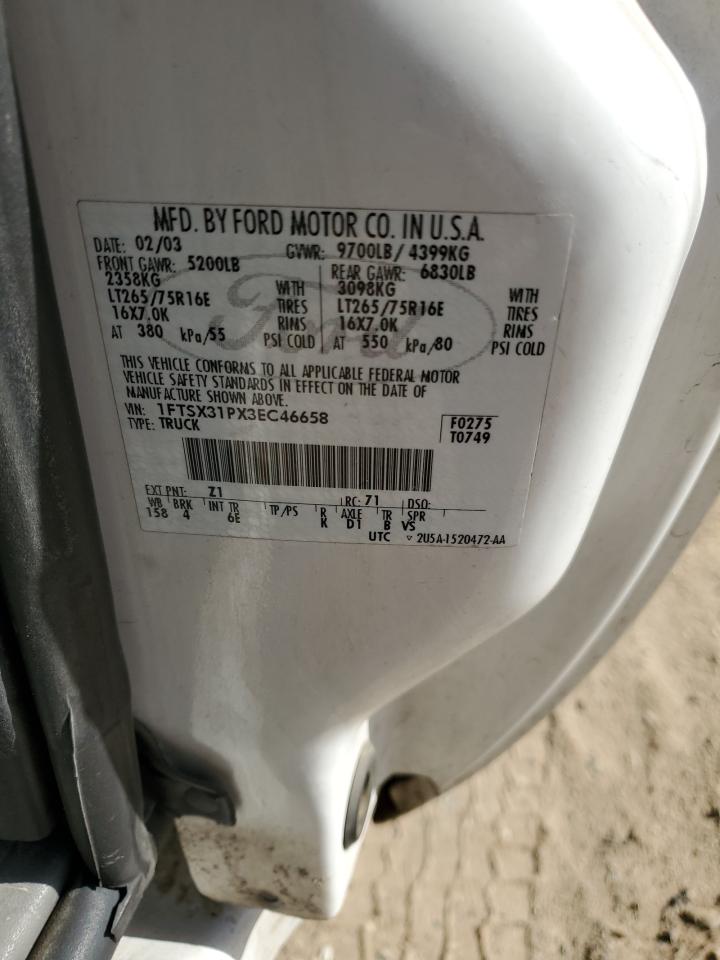 MFD. BY FORD MOTOR CO. IN U.S.A.
DATE: 02/03 GVWR: 9700LB/ 4399KG
FRONT GAWR: 5200LB REAR GAWR: 6830LB
2358KG WITH 3098KG WITH
LT265/75R16E TIRES LT265/75R16E TIRES
16X7.0K RIMS 16X7.0K RIMS
AT 380 kPa/55 PSI COLD AT 550 kPa/80 PSI COLD
Ford
THIS VEHICLE CONFORMS TO ALL APPLICABLE FEDERAL MOTOR
VEHICLE SAFETY STANDARDS IN EFFECT ON THE DATE OF
MANUFACTURE SHOWN ABOVE.
VIN: 1FTSX31PX3EC46658 F0275
TYPE: TRUCK T0749
EXT PNT: Z1 RC: 71 DSO:
WB BRK INT TR TP/PS R AXLE TR SPR
158 4 6E K D1 B VS
UTC ▽ 2U5A-1520472-AA